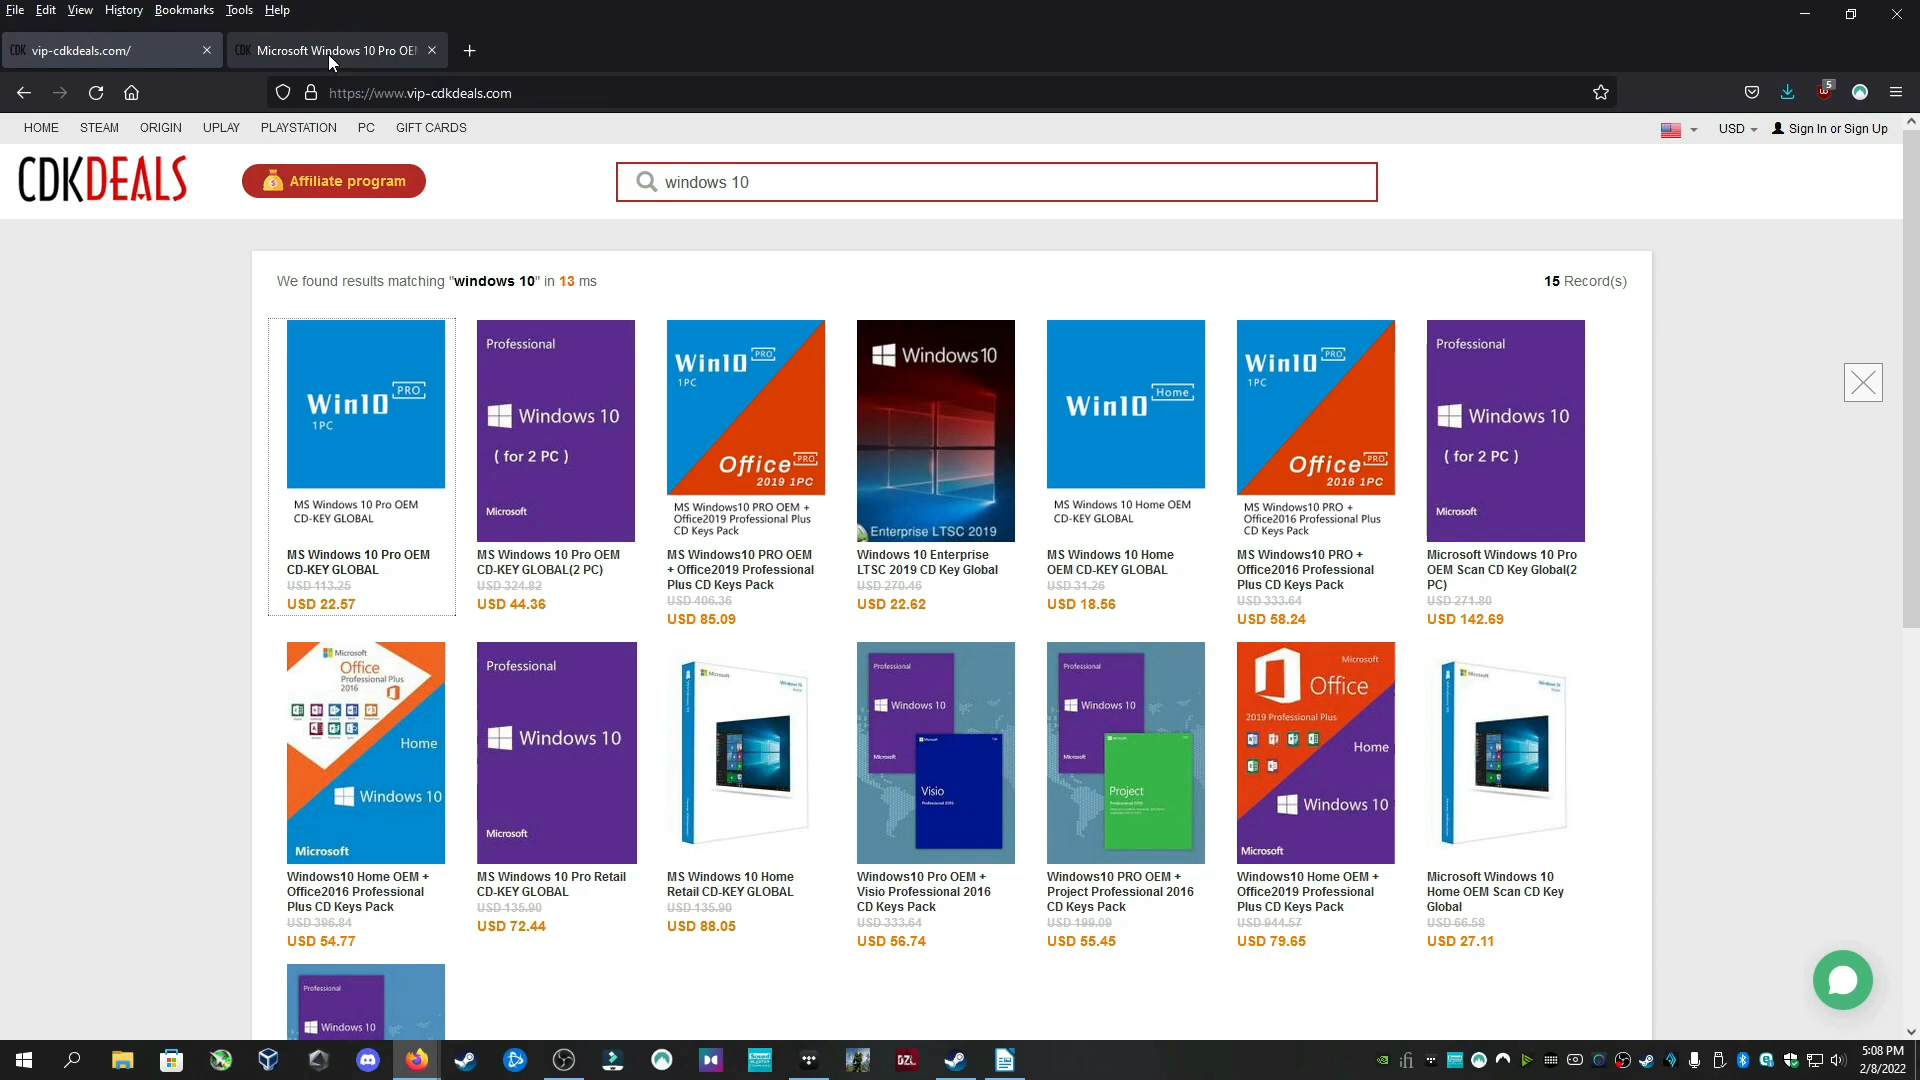 File Edit View History Bookmarks Tools Help
CDK vip-cdkdeals.com/
CDK Microsoft Windows 10 Pro OE
https://www.vip-cdkdeals.com
5
HOME STEAM ORIGIN UPLAY PLAYSTATION PC GIFT CARDS
USD Sign In or Sign Up
CDKDEALS
Affiliate program
windows 10
We found results matching "windows 10" in 13 ms
15 Record(s)
Win10 PRO
1PC
MS Windows 10 Pro OEM
CD-KEY GLOBAL
MS Windows 10 Pro OEM
CD-KEY GLOBAL
USD 113.25
USD 22.57
Professional
Windows 10
( for 2 PC )
Microsoft
MS Windows 10 Pro OEM
CD-KEY GLOBAL(2 PC)
USD 324.82
USD 44.36
Win10 PRO
1PC
Office PRO
2019 1PC
MS Windows10 PRO OEM +
Office2019 Professional Plus
CD Keys Pack
MS Windows10 PRO OEM
+ Office2019 Professional
Plus CD Keys Pack
USD 406.36
USD 85.09
Windows10
Enterprise LTSC 2019
Windows 10 Enterprise
LTSC 2019 CD Key Global
USD 270.46
USD 22.62
Win10 Home
MS Windows 10 Home OEM
CD-KEY GLOBAL
MS Windows 10 Home
OEM CD-KEY GLOBAL
USD 31.26
USD 18.56
Win10 PRO
1PC
Office PRO
2016 1PC
MS Windows10 PRO +
Office2016 Professional Plus
CD Keys Pack
MS Windows10 PRO +
Office2016 Professional
Plus CD Keys Pack
USD 333.64
USD 58.24
Professional
Windows 10
( for 2 PC )
Microsoft
Microsoft Windows 10 Pro
OEM Scan CD Key Global(2
PC)
USD 271.80
USD 142.69
Microsoft
Office
Professional Plus
2016
Home
Windows 10
Microsoft
Windows10 Home OEM +
Office2016 Professional
Plus CD Keys Pack
USD 396.84
USD 54.77
Professional
Windows 10
Microsoft
MS Windows 10 Pro Retail
CD-KEY GLOBAL
USD 135.90
USD 72.44
Microsoft
MS Windows 10 Home
Retail CD-KEY GLOBAL
USD 135.90
USD 88.05
Professional
Windows 10
Microsoft
Visio
Professional 2016
Windows10 Pro OEM +
Visio Professional 2016
CD Keys Pack
USD 333.64
USD 56.74
Professional
Windows 10
Microsoft
Project
Professional 2016
Windows10 PRO OEM +
Project Professional 2016
CD Keys Pack
USD 199.09
USD 55.45
Microsoft
Office
2019 Professional Plus
Home
Windows 10
Microsoft
Windows10 Home OEM +
Office2019 Professional
Plus CD Keys Pack
USD 944.57
USD 79.65
Microsoft
Microsoft Windows 10
Home OEM Scan CD Key
Global
USD 66.58
USD 27.11
Professional
Windows 10
DZL
5:08 PM
2/8/2022